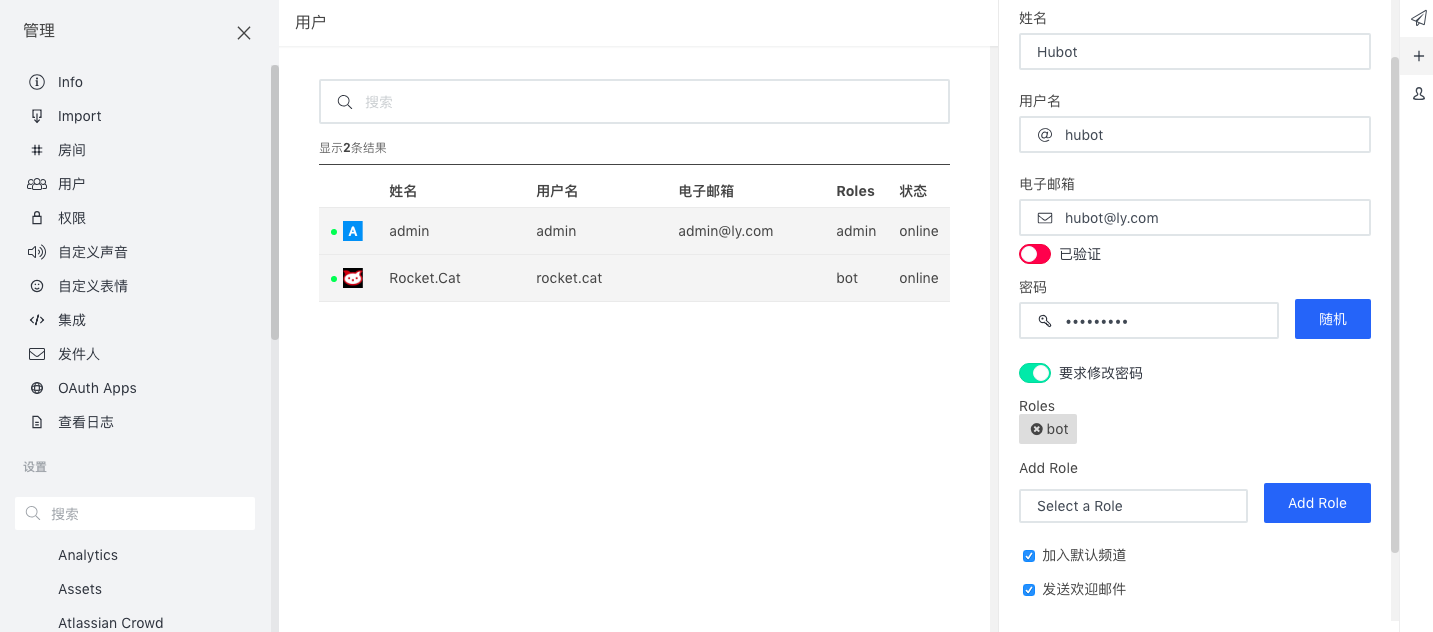 管理
Info
Import
房间
用户
权限
自定义声音
自定义表情
集成
发件人
OAuth Apps
查看日志
设置
搜索
Analytics
Assets
Atlassian Crowd
用户
搜索
显示2条结果
姓名 用户名 电子邮箱 Roles 状态
A admin admin admin@ly.com admin online
Rocket.Cat rocket.cat bot online
姓名
Hubot
用户名
@ hubot
电子邮箱
hubot@ly.com
已验证
密码
••••••••• 随机
要求修改密码
Roles
bot
Add Role
Select a Role Add Role
加入默认频道
发送欢迎邮件